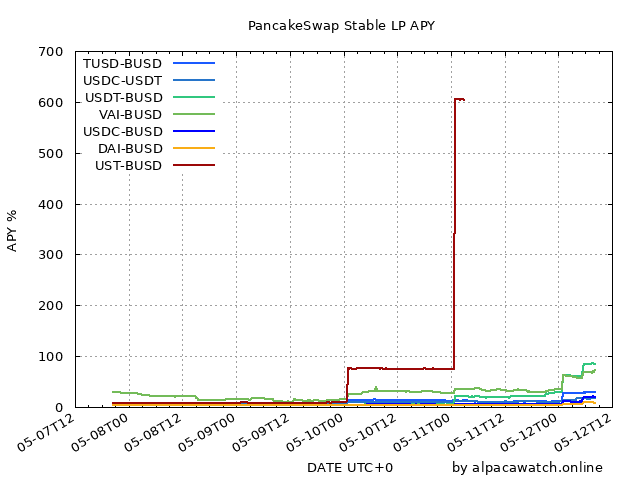 PancakeSwap Stable LP APY
700
600
500
400
300
200
100
0
APY %
TUSD-BUSD
USDC-USDT
USDT-BUSD
VAI-BUSD
USDC-BUSD
DAI-BUSD
UST-BUSD
05-07T12
05-08T00
05-08T12
05-09T00
05-09T12
05-10T00
05-10T12
05-11T00
05-11T12
05-12T00
05-12T12
DATE UTC+0
by alpacawatch.online